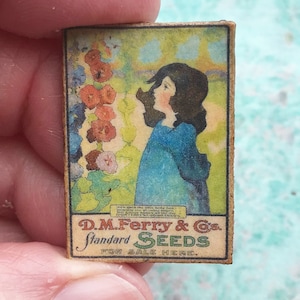 D.M.Ferry & Co's.
Standard SEEDS
FOR SALE HERE.